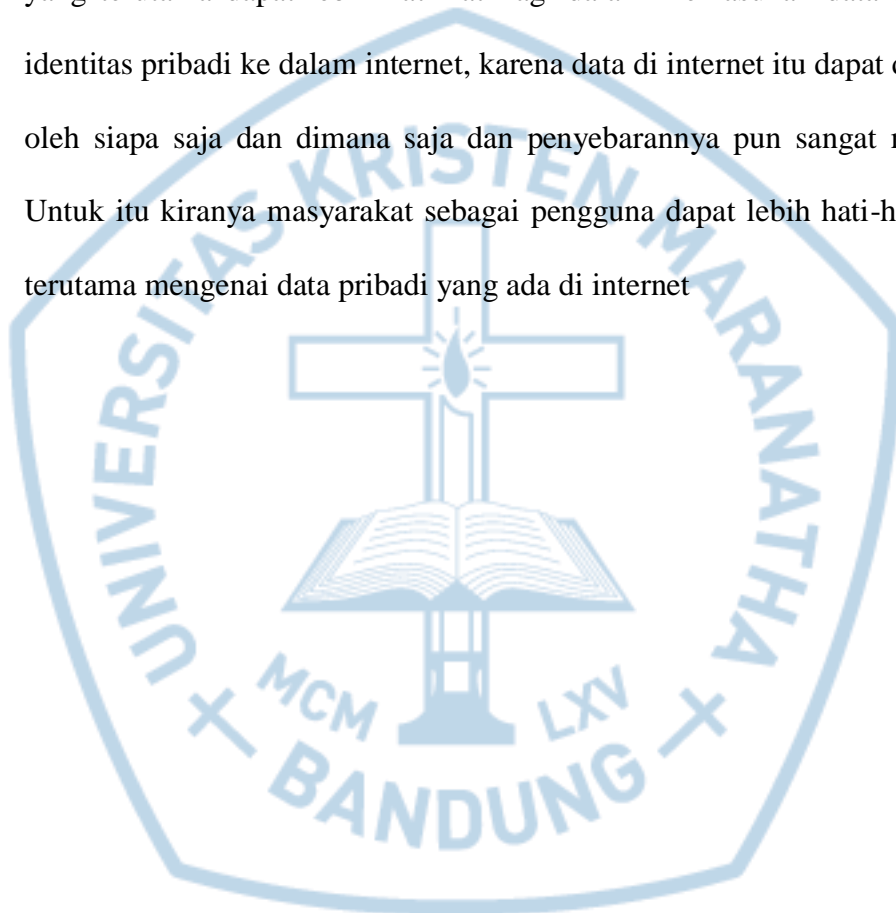 identitas pribadi ke dalam internet, karena data di internet itu dapat
oleh siapa saja dan dimana saja dan penyebarannya pun sangat
Untuk itu kiranya masyarakat sebagai pengguna dapat lebih
terutama mengenai data pribadi yang ada di internet
UNIVERSITAS KRISTEN MARANATHA
MCM LXV
BANDUNG